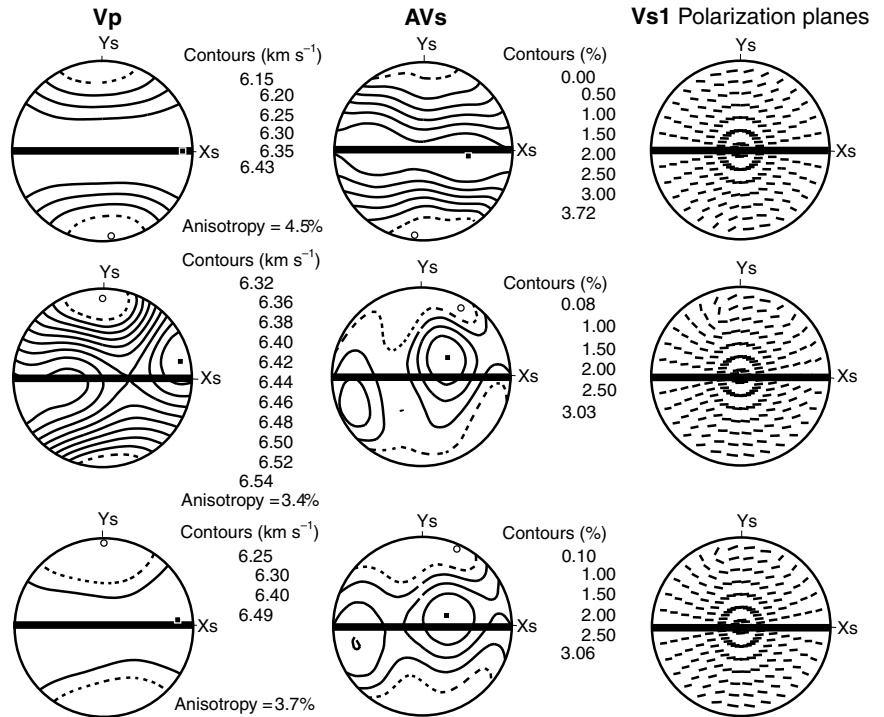 Vp
AVs
Vs1 Polarization planes
Ys
Contours (km s⁻¹)
6.15
6.20
6.25
6.30
6.35
6.43
Xs
Anisotropy = 4.5%
Ys
Contours (%)
0.00
0.50
1.00
1.50
2.00
2.50
3.00
3.72
Xs
Ys
Contours (km s⁻¹)
6.32
6.36
6.38
6.40
6.42
6.44
6.46
6.48
6.50
6.52
6.54
Xs
Anisotropy = 3.4%
Ys
Contours (%)
0.08
1.00
1.50
2.00
2.50
3.03
Xs
Ys
Contours (km s⁻¹)
6.25
6.30
6.40
6.49
Xs
Anisotropy = 3.7%
Ys
Contours (%)
0.10
1.00
1.50
2.00
2.50
3.06
Xs